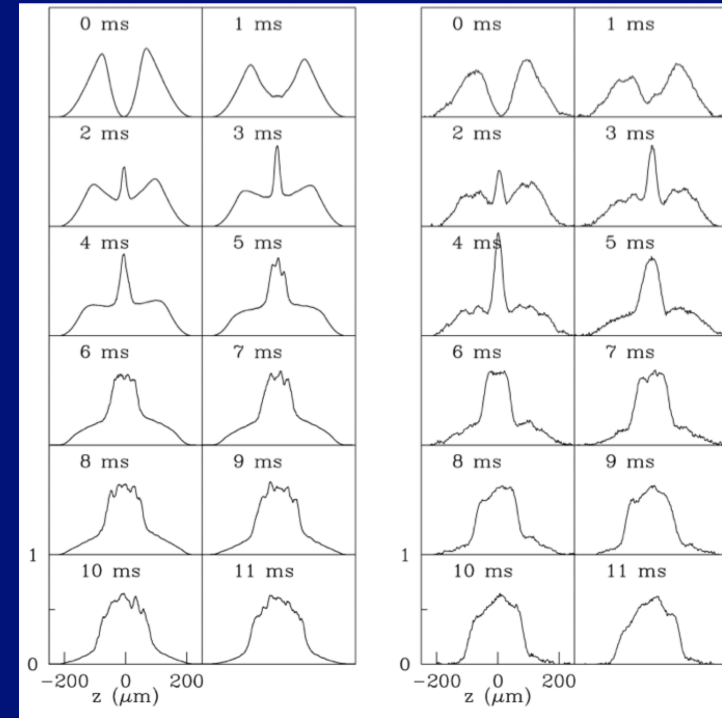 0 ms 1 ms 0 ms 1 ms
2 ms 3 ms 2 ms 3 ms
4 ms 5 ms 4 ms 5 ms
6 ms 7 ms 6 ms 7 ms
8 ms 9 ms 8 ms 9 ms
1 1
10 ms 11 ms 10 ms 11 ms
0 0
−200 0 200 −200 0 200
z (μm) z (μm)